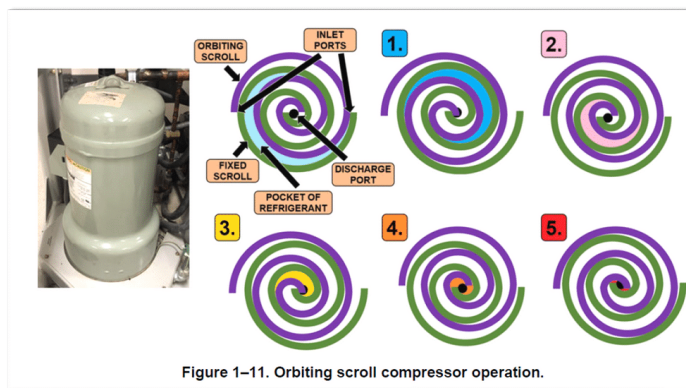 ORBITING
SCROLL
INLET
PORTS
FIXED
SCROLL
POCKET OF
REFRIGERANT
DISCHARGE
PORT
1.
2.
3.
4.
5.
Figure 1–11. Orbiting scroll compressor operation.